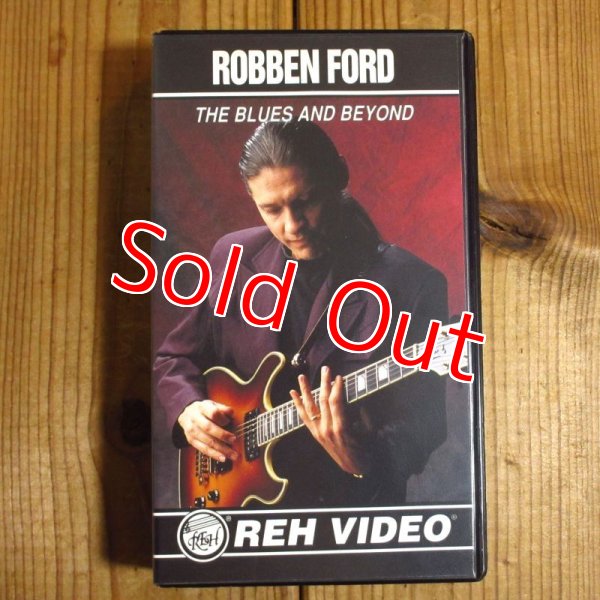 ROBBEN FORD
THE BLUES AND BEYOND
Sold Out
REH
REH VIDEO®